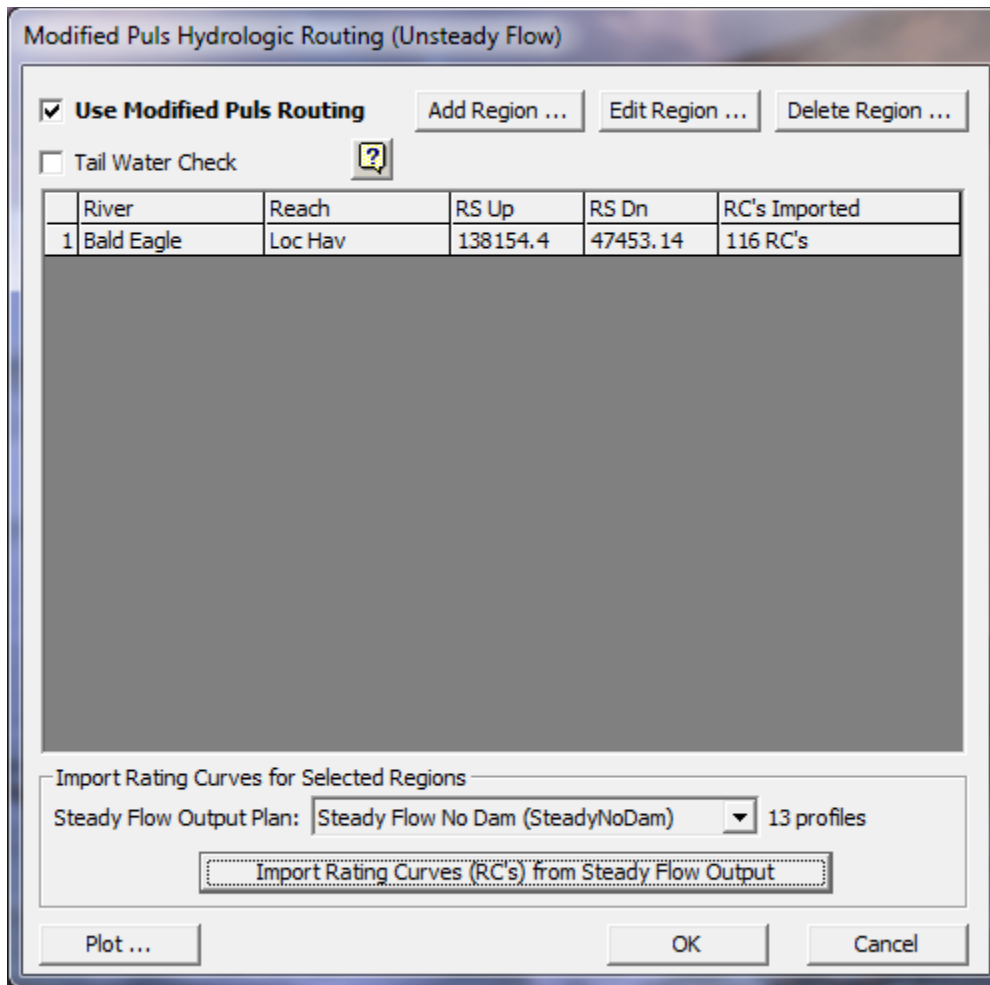 Modified Puls Hydrologic Routing (Unsteady Flow)
Use Modified Puls Routing Add Region ... Edit Region ... Delete Region ...
Tail Water Check ?
River Reach RS Up RS Dn RC's Imported
1 Bald Eagle Loc Hav 138154.4 47453.14 116 RC's
Import Rating Curves for Selected Regions
Steady Flow Output Plan: Steady Flow No Dam (SteadyNoDam) 13 profiles
Import Rating Curves (RC's) from Steady Flow Output
Plot ... OK Cancel